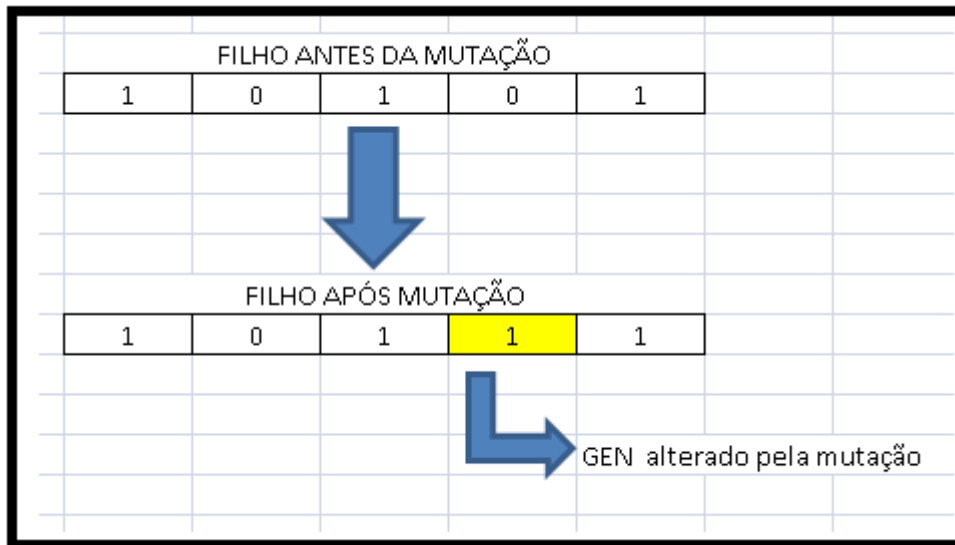 FILHO ANTES DA MUTAÇÃO
1 0 1 0 1
FILHO APÓS MUTAÇÃO
1 0 1 1 1
GEN alterado pela mutação